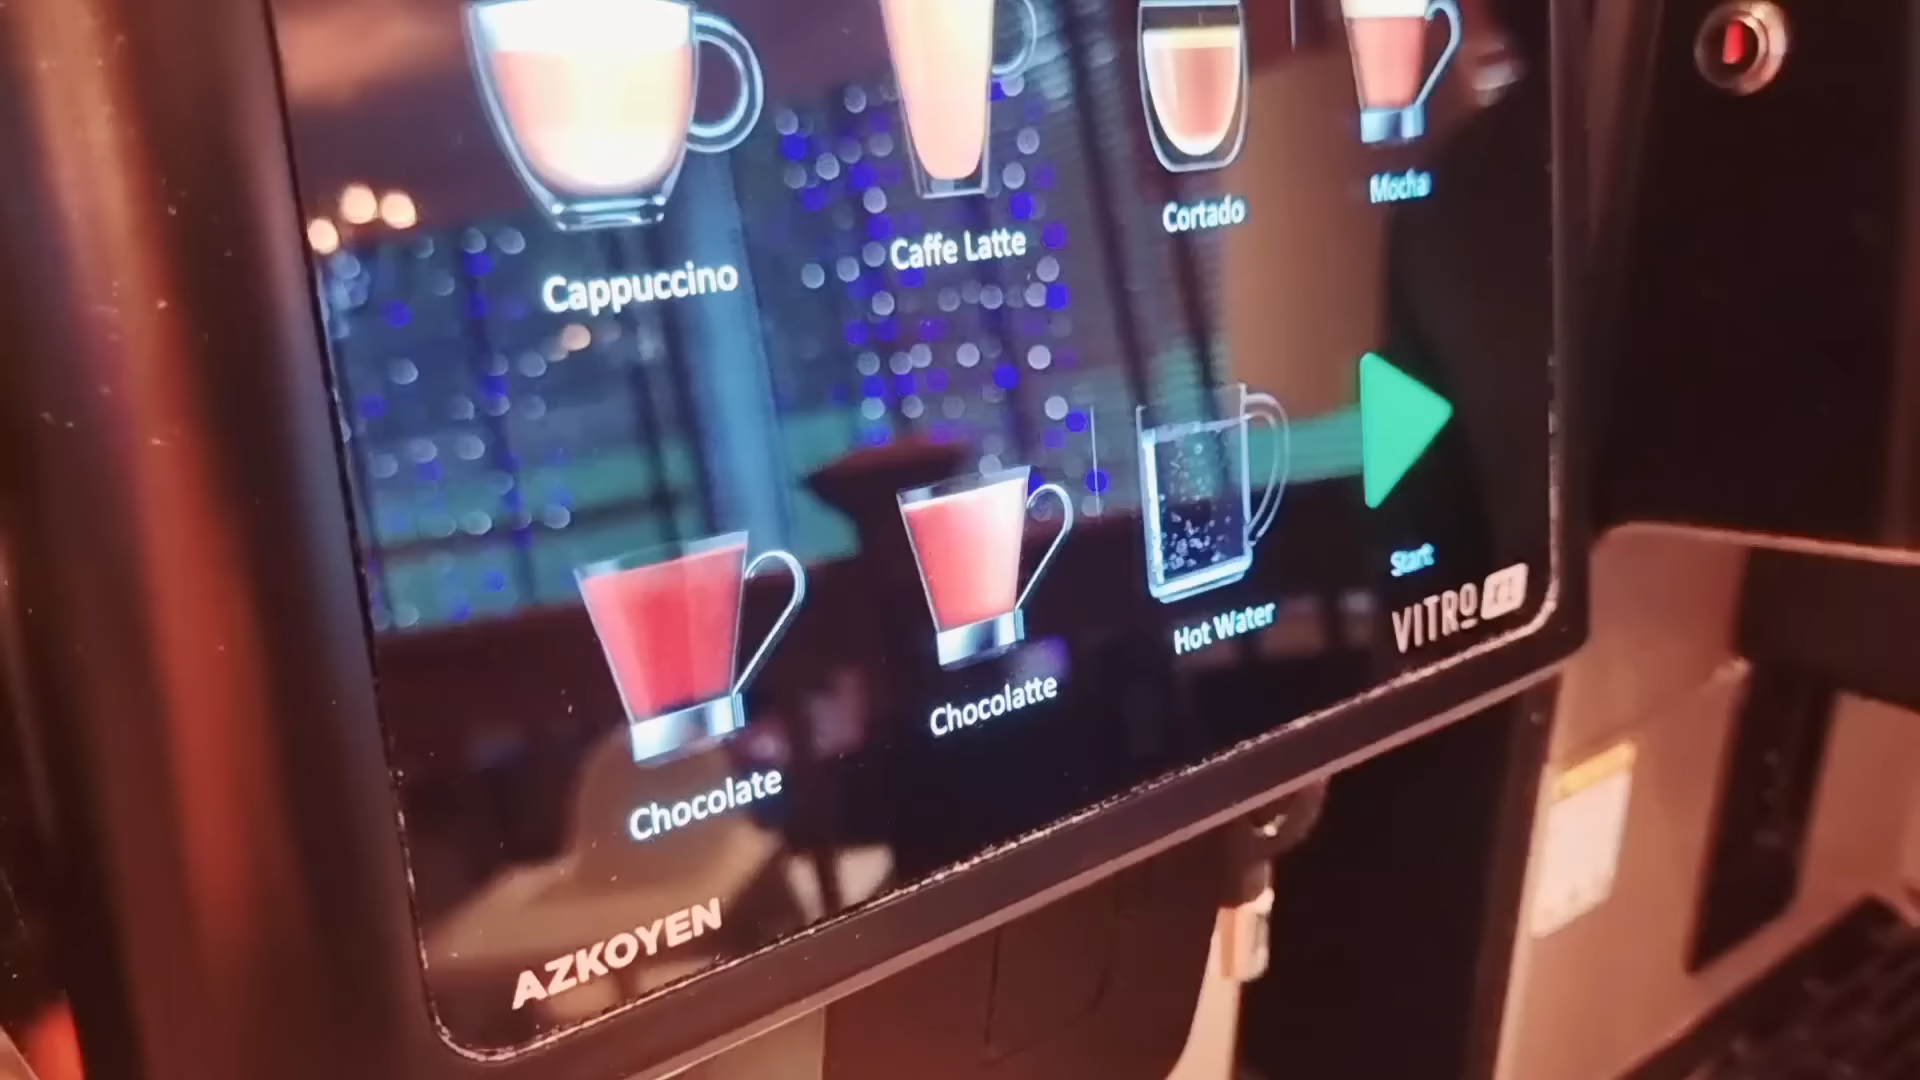 Cappuccino
Caffe Latte
Cortado
Mocha
Chocolate
Chocolatte
Hot Water
Start
AZKOYEN
VITRO